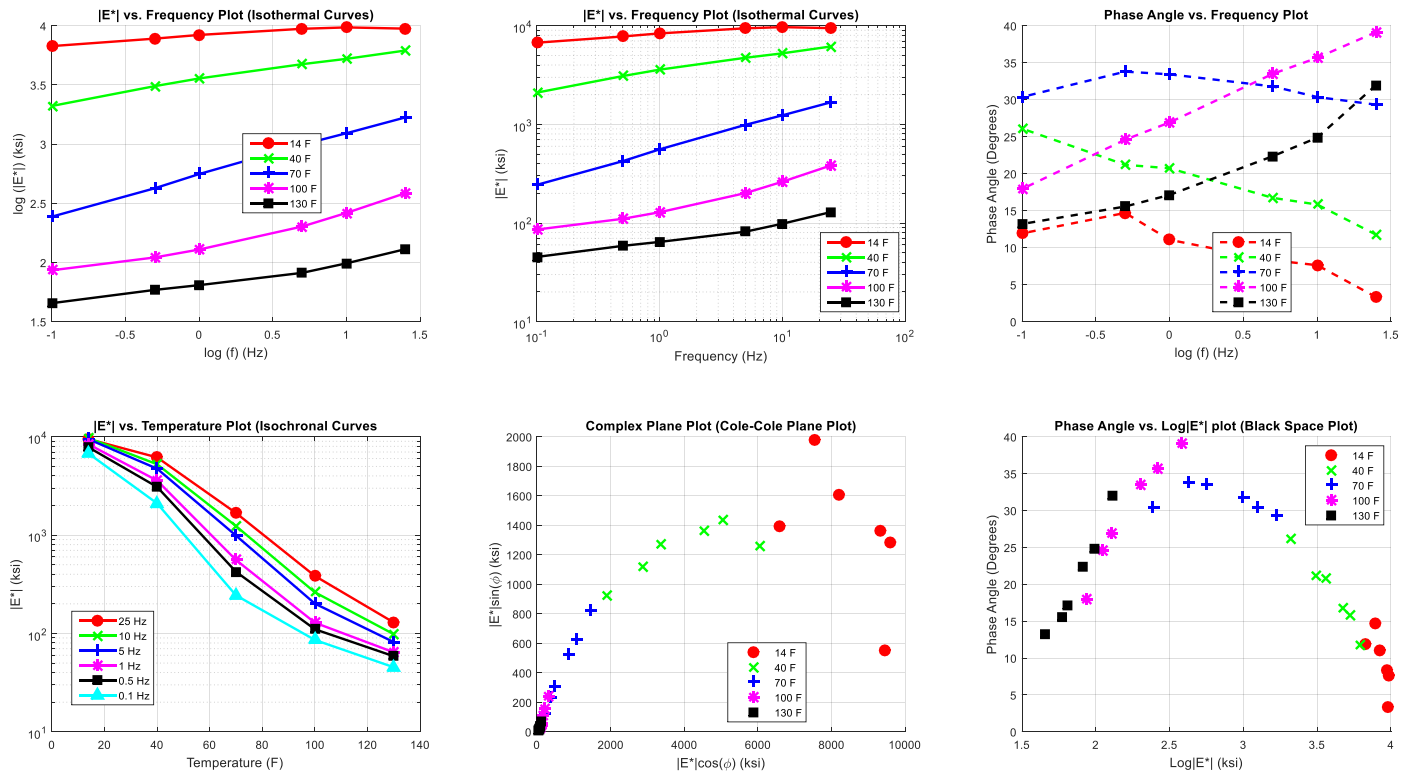 |E*| vs. Frequency Plot (Isothermal Curves)
4
3.5
3
2.5
2
1.5
log (|E*|) (ksi)
-1
-0.5
0
0.5
1
1.5
log (f) (Hz)
14 F
40 F
70 F
100 F
130 F
|E*| vs. Frequency Plot (Isothermal Curves)
10^4
10^3
10^2
10^1
|E*| (ksi)
10^-1
10^0
10^1
10^2
Frequency (Hz)
14 F
40 F
70 F
100 F
130 F
Phase Angle vs. Frequency Plot
40
35
30
25
20
15
10
5
0
Phase Angle (Degrees)
-1
-0.5
0
0.5
1
1.5
log (f) (Hz)
14 F
40 F
70 F
100 F
130 F
|E*| vs. Temperature Plot (Isochronal Curves
10^4
10^3
10^2
10^1
|E*| (ksi)
0
20
40
60
80
100
120
140
Temperature (F)
25 Hz
10 Hz
5 Hz
1 Hz
0.5 Hz
0.1 Hz
Complex Plane Plot (Cole-Cole Plane Plot)
2000
1800
1600
1400
1200
1000
800
600
400
200
0
|E*|sin(ϕ) (ksi)
0
2000
4000
6000
8000
10000
|E*|cos(ϕ) (ksi)
14 F
40 F
70 F
100 F
130 F
Phase Angle vs. Log|E*| plot (Black Space Plot)
40
35
30
25
20
15
10
5
0
Phase Angle (Degrees)
1.5
2
2.5
3
3.5
4
Log|E*| (ksi)
14 F
40 F
70 F
100 F
130 F